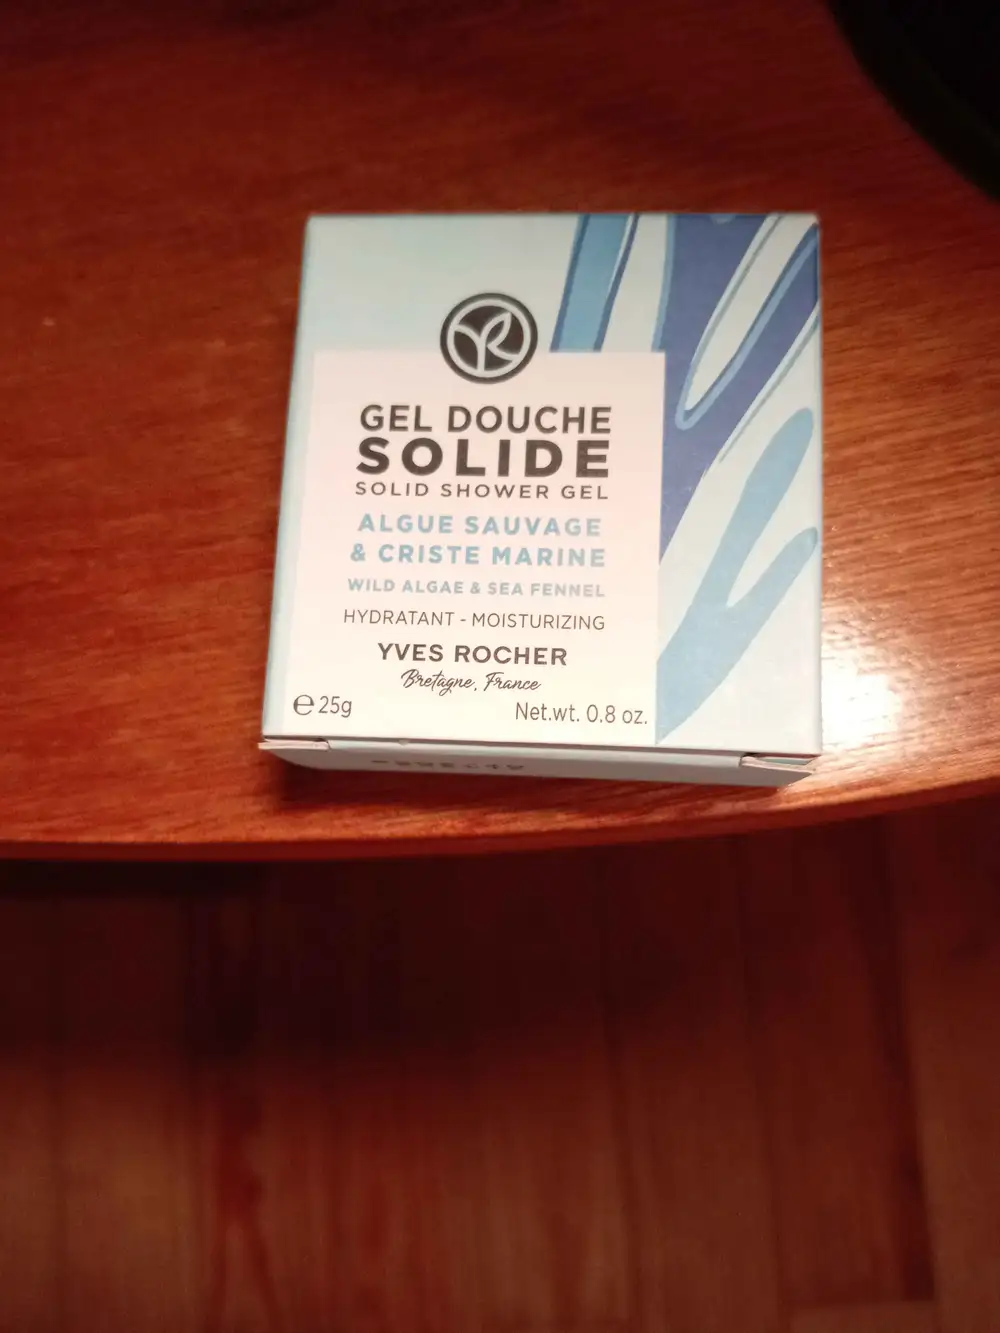 GEL DOUCHE
SOLIDE
SOLID SHOWER GEL
ALGUE SAUVAGE
& CRISTE MARINE
WILD ALGAE & SEA FENNEL
HYDRATANT - MOISTURIZING
YVES ROCHER
Bretagne, France
℮ 25g
Net.wt. 0.8 oz.